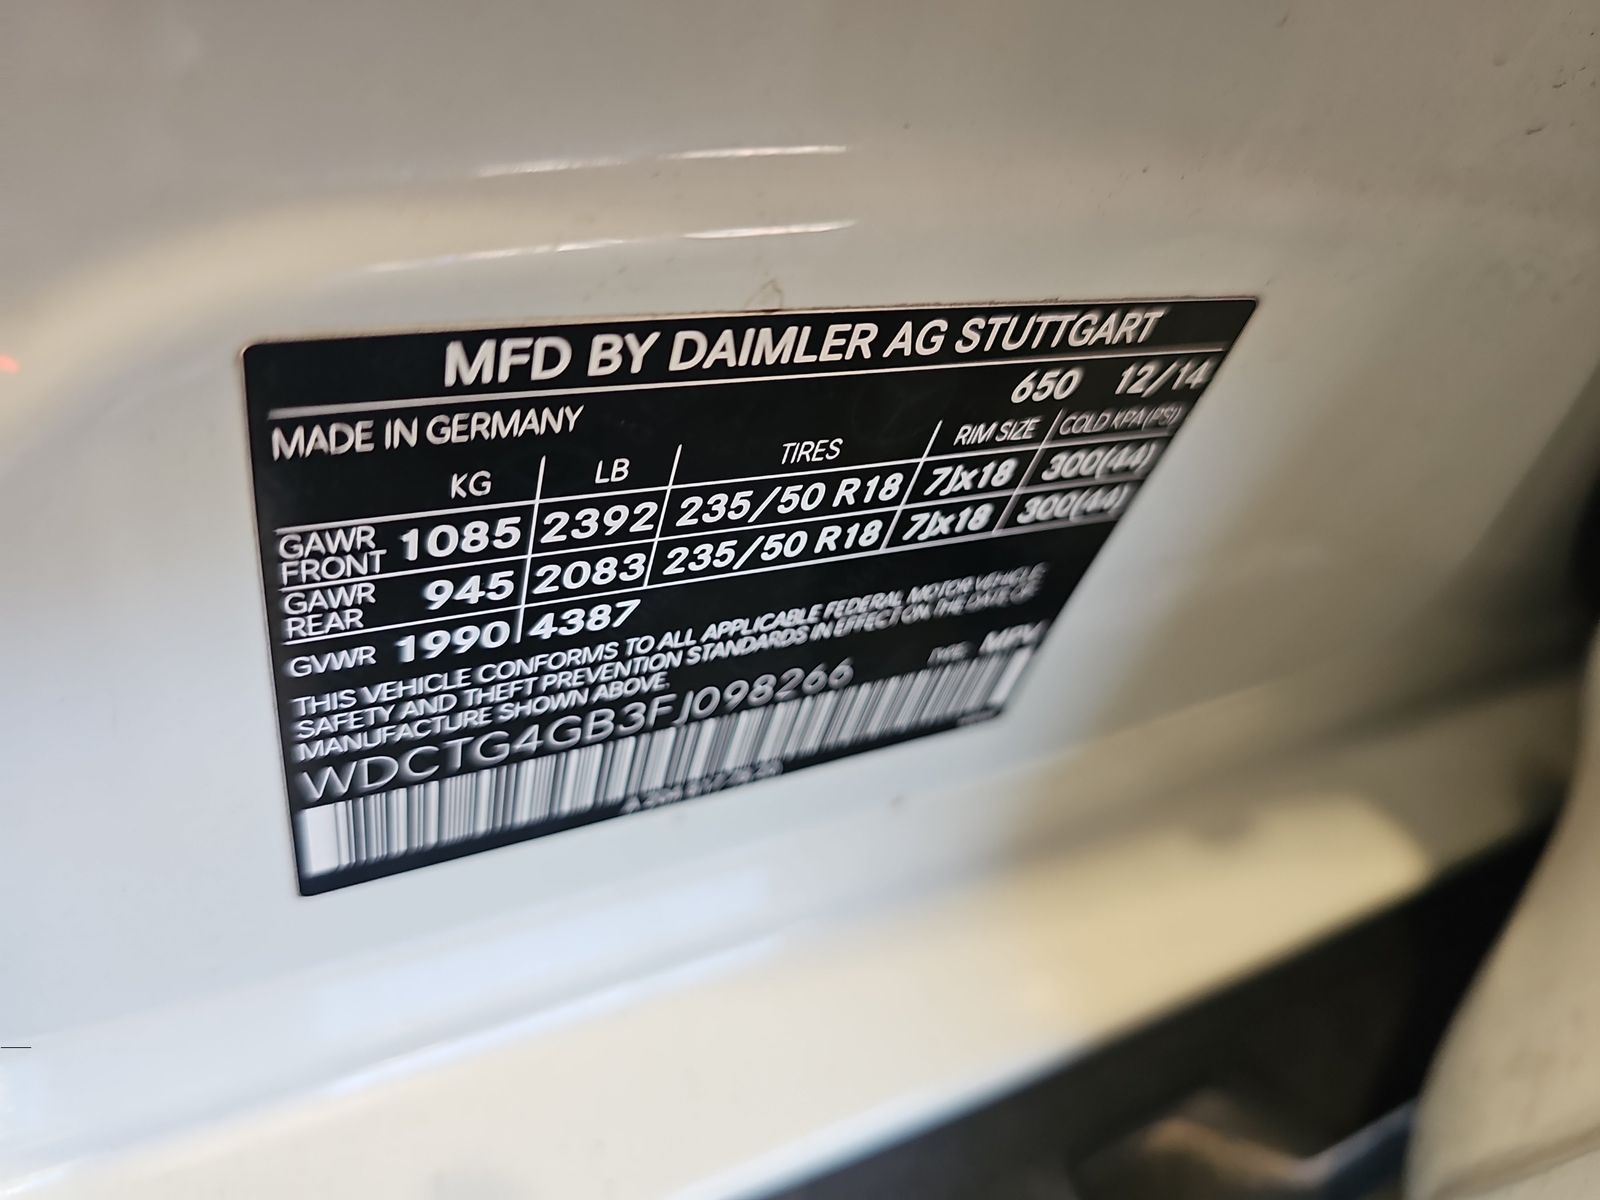 MFD BY DAIMLER AG STUTTGART
650 12/14
MADE IN GERMANY
KG LB TIRES RIM SIZE COLD KPA(PSI)
GAWR FRONT 1085 2392 235/50 R18 7Jx18 300(44)
GAWR REAR 945 2083 235/50 R18 7Jx18 300(44)
GVWR 1990 4387
THIS VEHICLE CONFORMS TO ALL APPLICABLE FEDERAL MOTOR VEHICLE
SAFETY AND THEFT PREVENTION STANDARDS IN EFFECT ON THE DATE OF
MANUFACTURE SHOWN ABOVE.
WDCTG4GB3FJ098266 TYPE: MPV